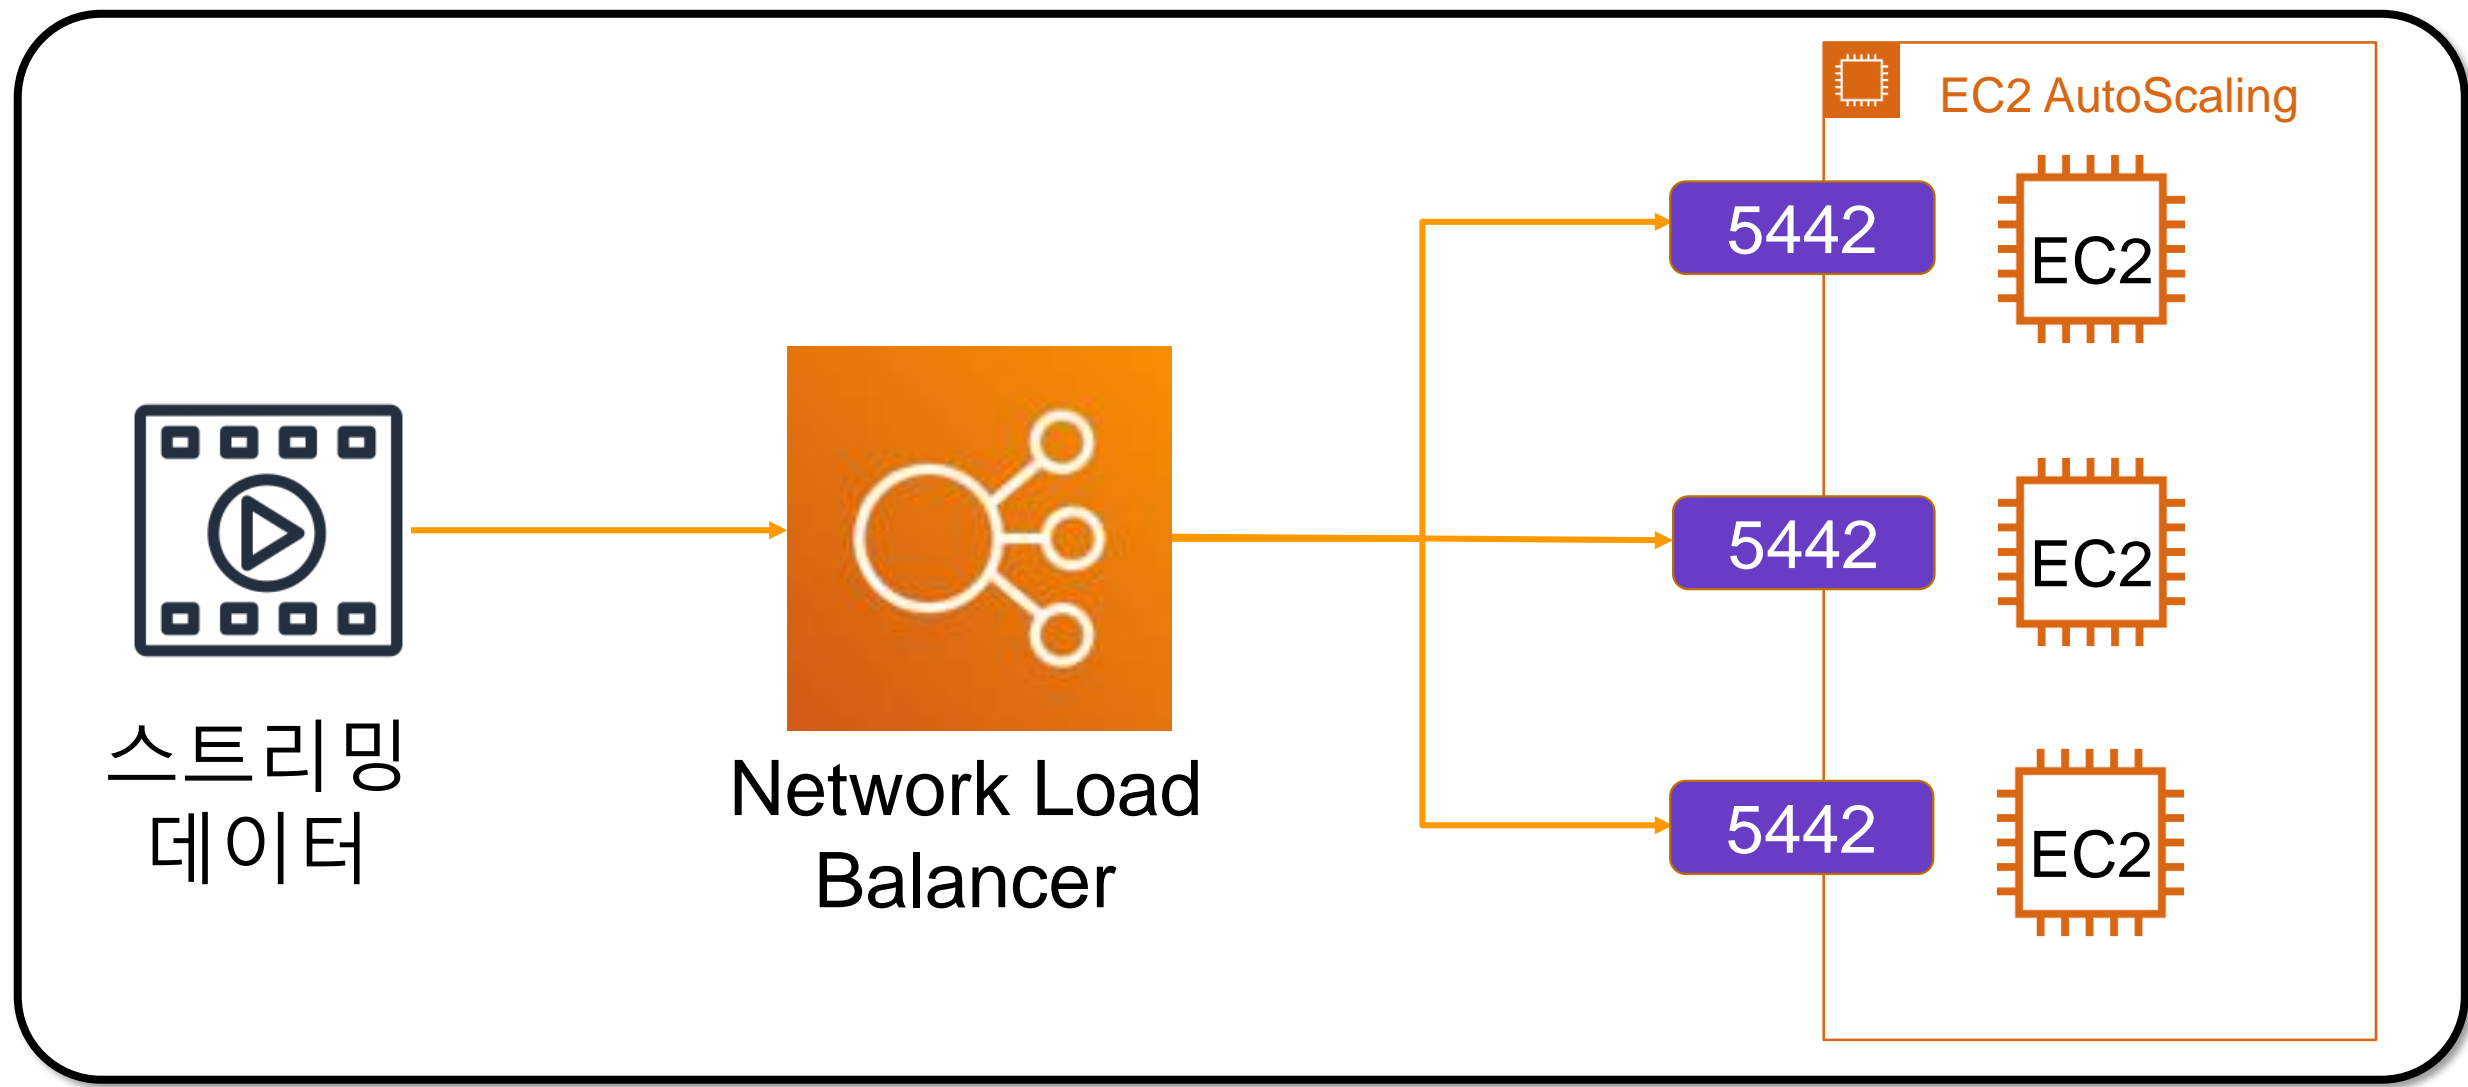 EC2 AutoScaling
5442
EC2
스트리밍
데이터
Network Load
Balancer
5442
EC2
5442
EC2